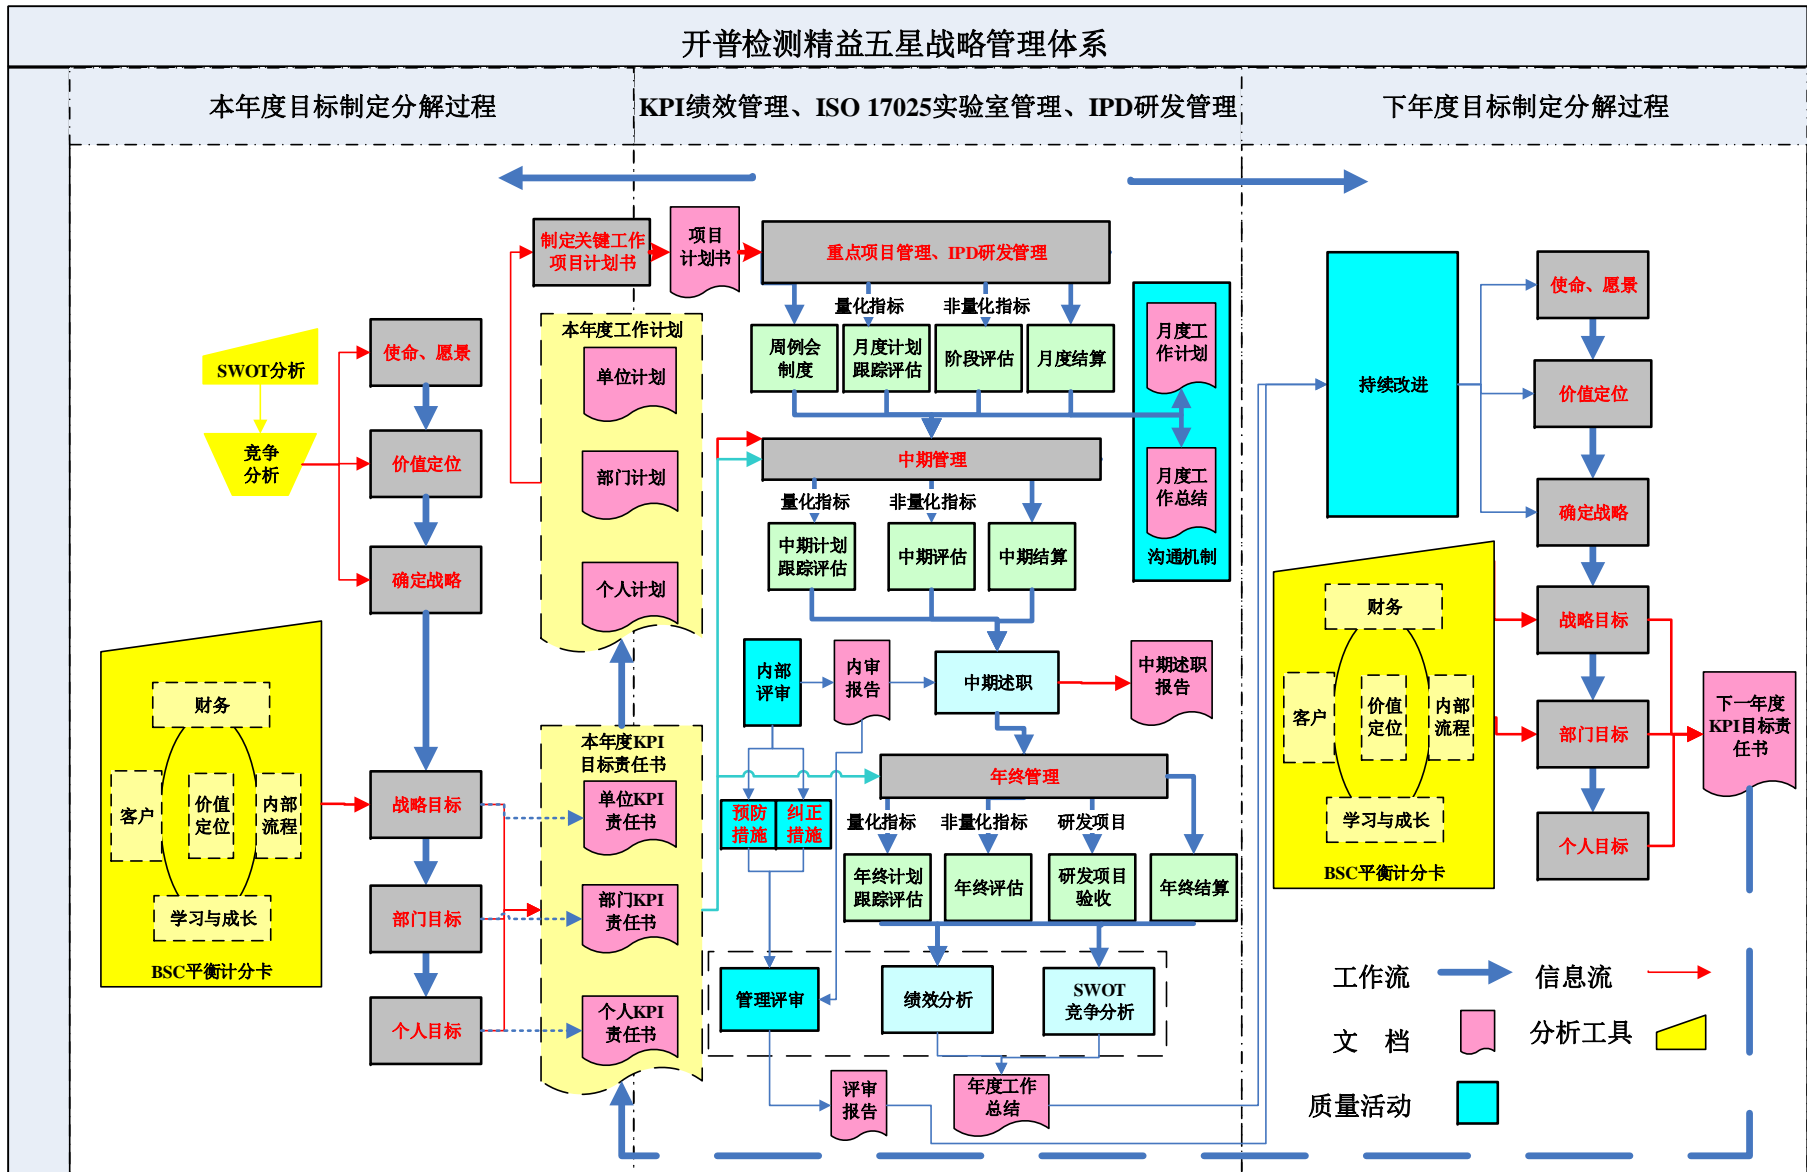 开普检测精益五星战略管理体系
本年度目标制定分解过程
KPI绩效管理、ISO 17025实验室管理、IPD研发管理
下年度目标制定分解过程
SWOT分析
竞争
分析
使命、愿景
价值定位
确定战略
财务
客户
价值
定位
内部
流程
学习与成长
BSC平衡计分卡
战略目标
部门目标
个人目标
制定关键工作
项目计划书
项目
计划书
本年度工作计划
单位计划
部门计划
个人计划
本年度KPI
目标责任书
单位KPI
责任书
部门KPI
责任书
个人KPI
责任书
重点项目管理、IPD研发管理
量化指标
非量化指标
周例会
制度
月度计划
跟踪评估
阶段评估
月度结算
月度工
作计划
月度工
作总结
沟通机制
中期管理
量化指标
非量化指标
中期计划
跟踪评估
中期评估
中期结算
内部
评审
内审
报告
中期述职
中期述职
报告
年终管理
预防
措施
纠正
措施
量化指标
非量化指标
研发项目
年终计划
跟踪评估
年终评估
研发项目
验收
年终结算
管理评审
绩效分析
SWOT
竞争分析
评审
报告
年度工作
总结
持续改进
使命、愿景
价值定位
确定战略
财务
客户
价值
定位
内部
流程
学习与成长
BSC平衡计分卡
战略目标
部门目标
个人目标
下一年度
KPI目标责
任书
工作流
信息流
文 档
分析工具
质量活动